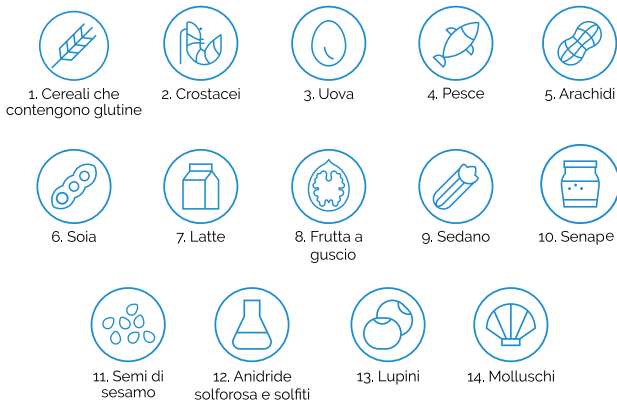 1. Cereali che
contengono glutine
2. Crostacei
3. Uova
4. Pesce
5. Arachidi
6. Soia
7. Latte
8. Frutta a
guscio
9. Sedano
10. Senape
11. Semi di
sesamo
12. Anidride
solforosa e solfiti
13. Lupini
14. Molluschi